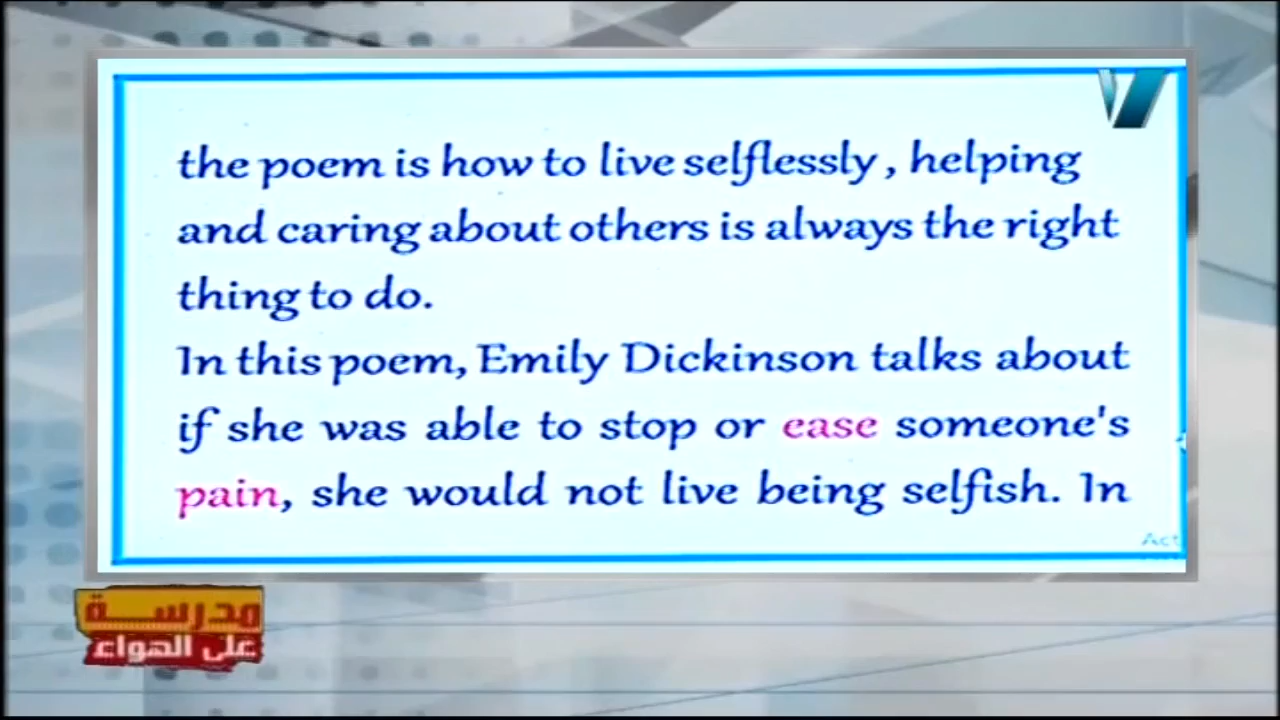 the poem is how to live selflessly , helping
and caring about others is always the right
thing to do.
In this poem, Emily Dickinson talks about
if she was able to stop or ease someone's
pain, she would not live being selfish. In
Act
مدرسة
على الهواء